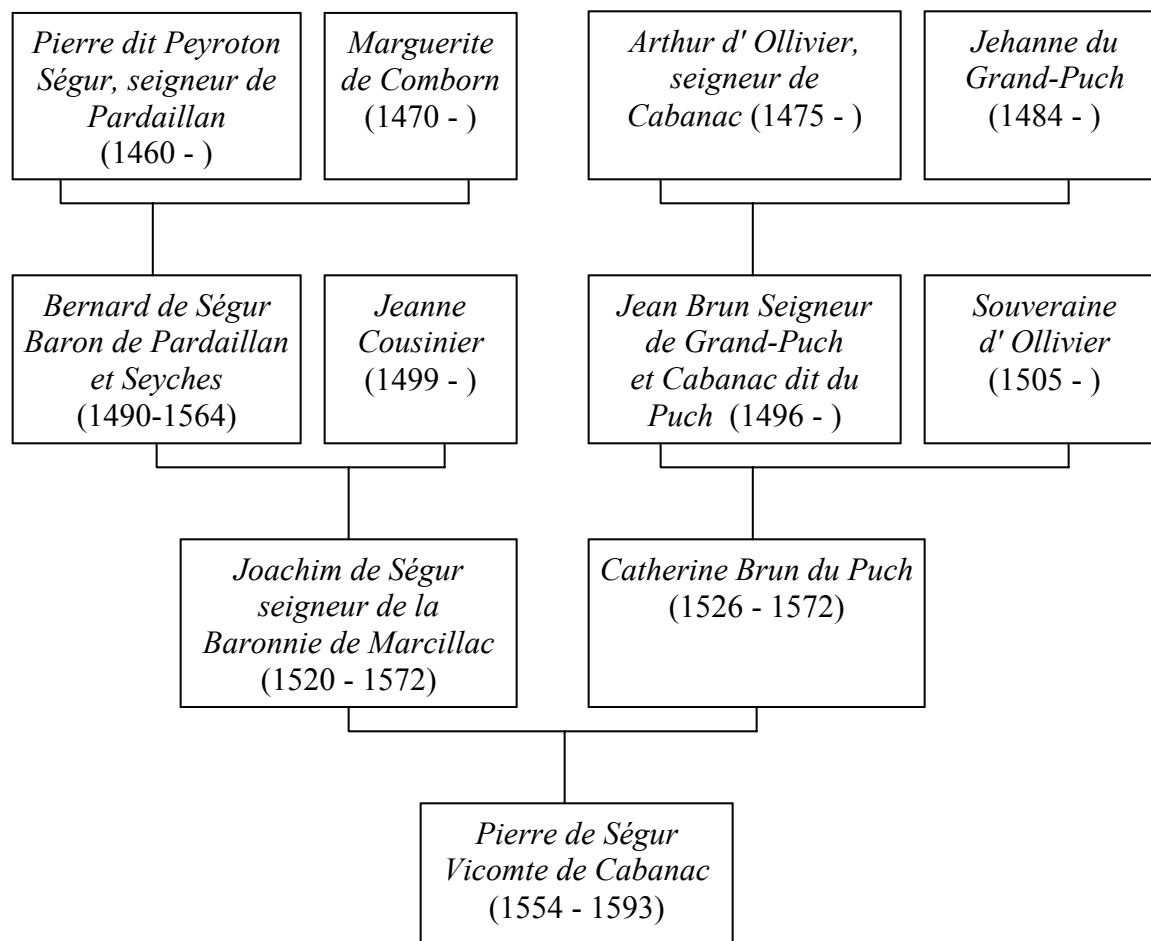 Pierre dit Peyroton
Ségur, seigneur de
Pardaillan
(1460 - )
Marguerite
de Comborn
(1470 - )
Arthur d' Ollivier,
seigneur de
Cabanac (1475 - )
Jehanne du
Grand-Puch
(1484 - )
Bernard de Ségur
Baron de Pardaillan
et Seyches
(1490-1564)
Jeanne
Cousinier
(1499 - )
Jean Brun Seigneur
de Grand-Puch
et Cabanac dit du
Puch (1496 - )
Souveraine
d' Ollivier
(1505 - )
Joachim de Ségur
seigneur de la
Baronnie de Marcillac
(1520 - 1572)
Catherine Brun du Puch
(1526 - 1572)
Pierre de Ségur
Vicomte de Cabanac
(1554 - 1593)